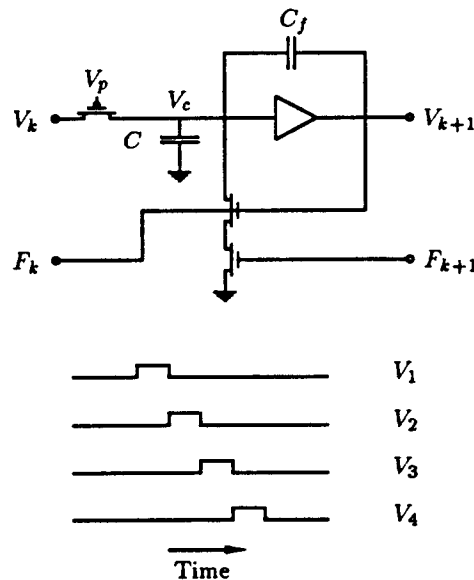 C_f
V_p
V_c
V_k
V_{k+1}
C
F_k
F_{k+1}
V_1
V_2
V_3
V_4
Time